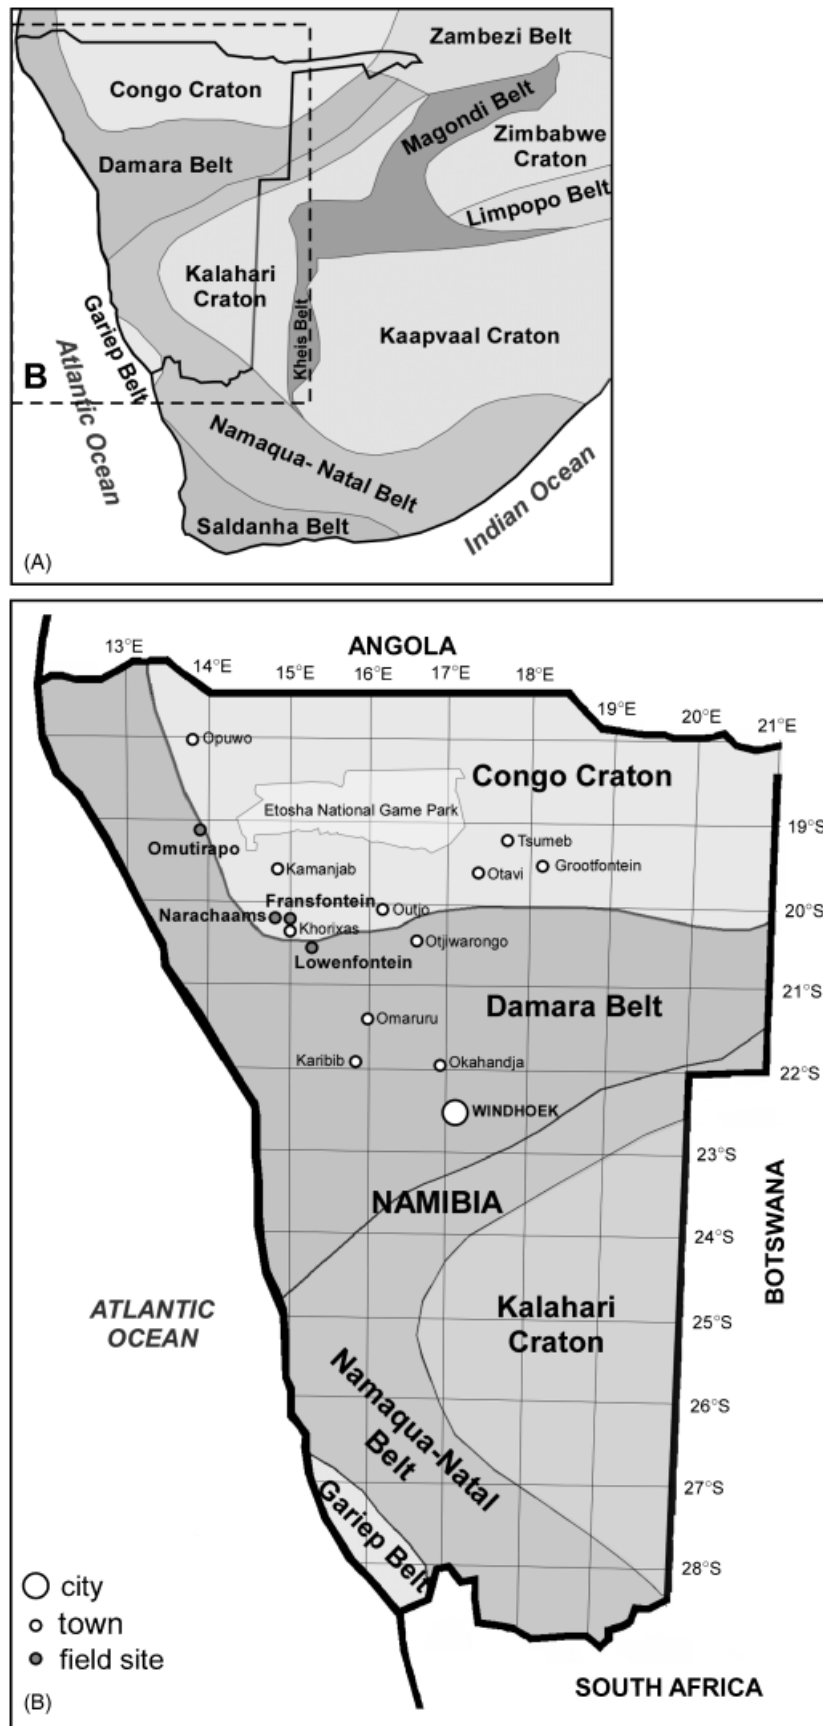 Zambezi Belt
Congo Craton
Magondi Belt
Zimbabwe
Craton
Damara Belt
Limpopo Belt
Kalahari
Craton
Gariep Belt
Kheis Belt
Kaapvaal Craton
Atlantic Ocean
B
Namaqua- Natal Belt
Indian Ocean
Saldanha Belt
(A)
ANGOLA
13°E
14°E
15°E
16°E
17°E
18°E
19°E
20°E
21°E
Opuwo
Congo Craton
Etosha National Game Park
19°S
Omutirapo
Tsumeb
Kamanjab
Otavi
Grootfontein
Fransfontein
Outjo
20°S
Narachaams
Khorixas
Otjiwarongo
Lowenfontein
21°S
Damara Belt
Omaruru
Karibib
Okahandja
22°S
WINDHOEK
23°S
NAMIBIA
24°S
BOTSWANA
ATLANTIC
OCEAN
Kalahari
Craton
25°S
Namaqua-Natal
Belt
26°S
27°S
Gariep Belt
28°S
city
town
field site
(B)
SOUTH AFRICA